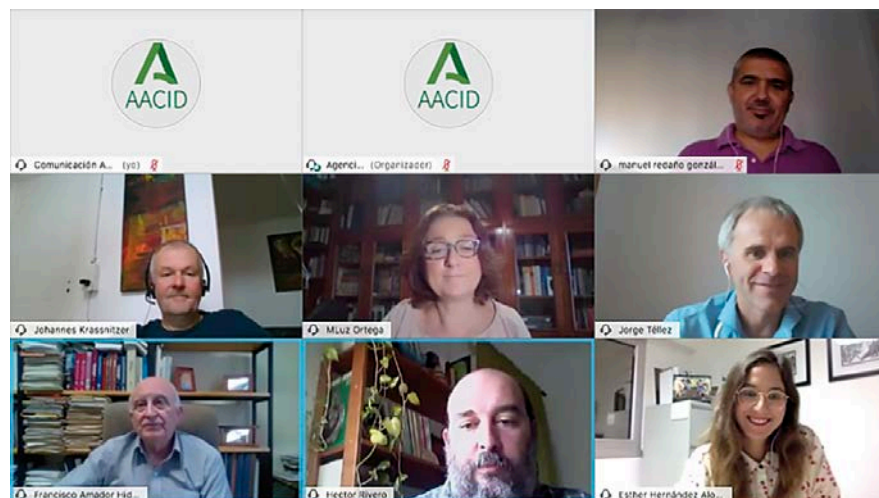 AACID
AACID
Comunicación A... (yo)
Agenci... (Organizador)
manuel redaño gonzál...
Johannes Krassnitzer
MLuz Ortega
Jorge Téllez
Francisco Amador Hid...
Hector Rivero
Esther Hernández Alo...